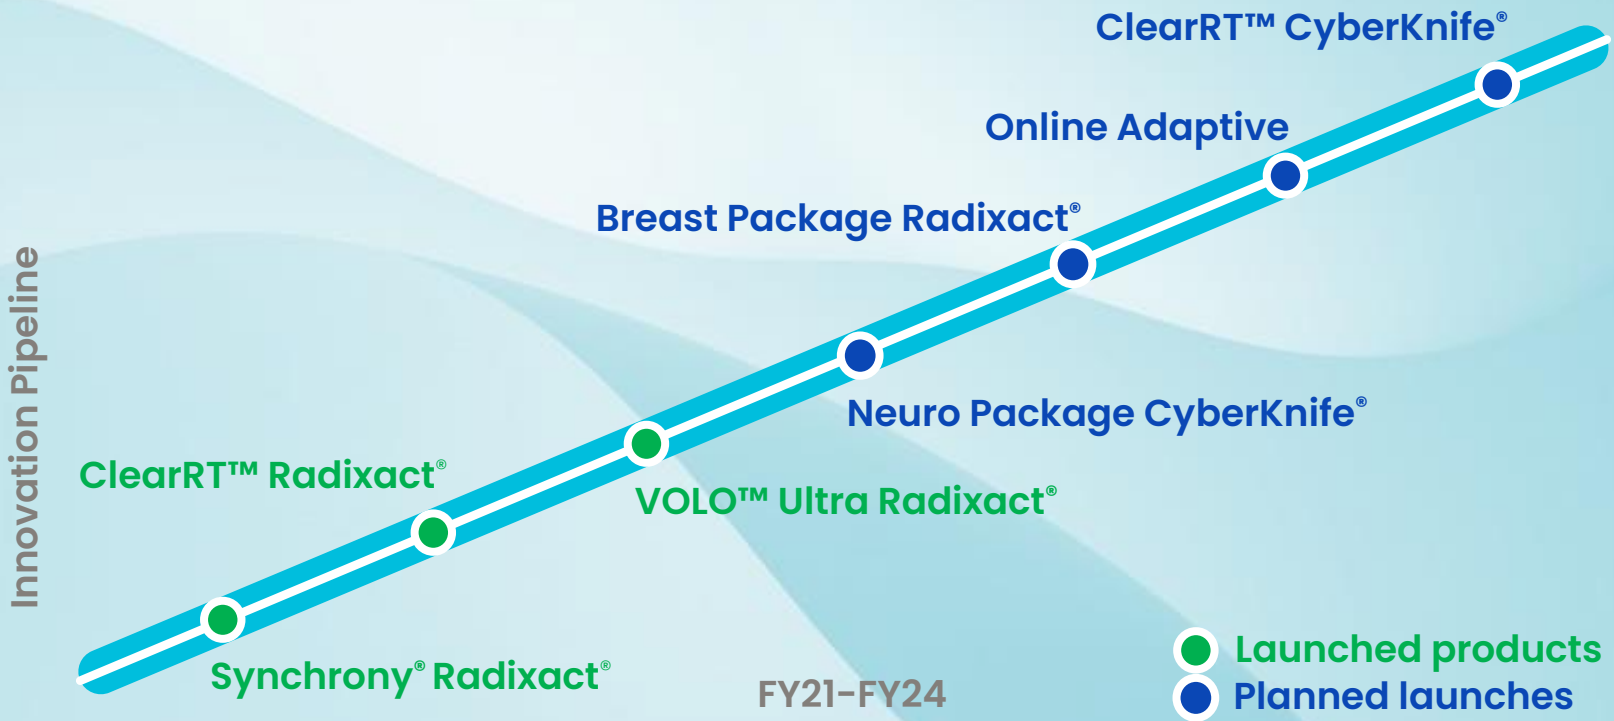 ClearRT™ CyberKnife®
Online Adaptive
Breast Package Radixact®
Neuro Package CyberKnife®
ClearRT™ Radixact®
VOLO™ Ultra Radixact®
Synchrony® Radixact®
Innovation Pipeline
FY21-FY24
Launched products
Planned launches